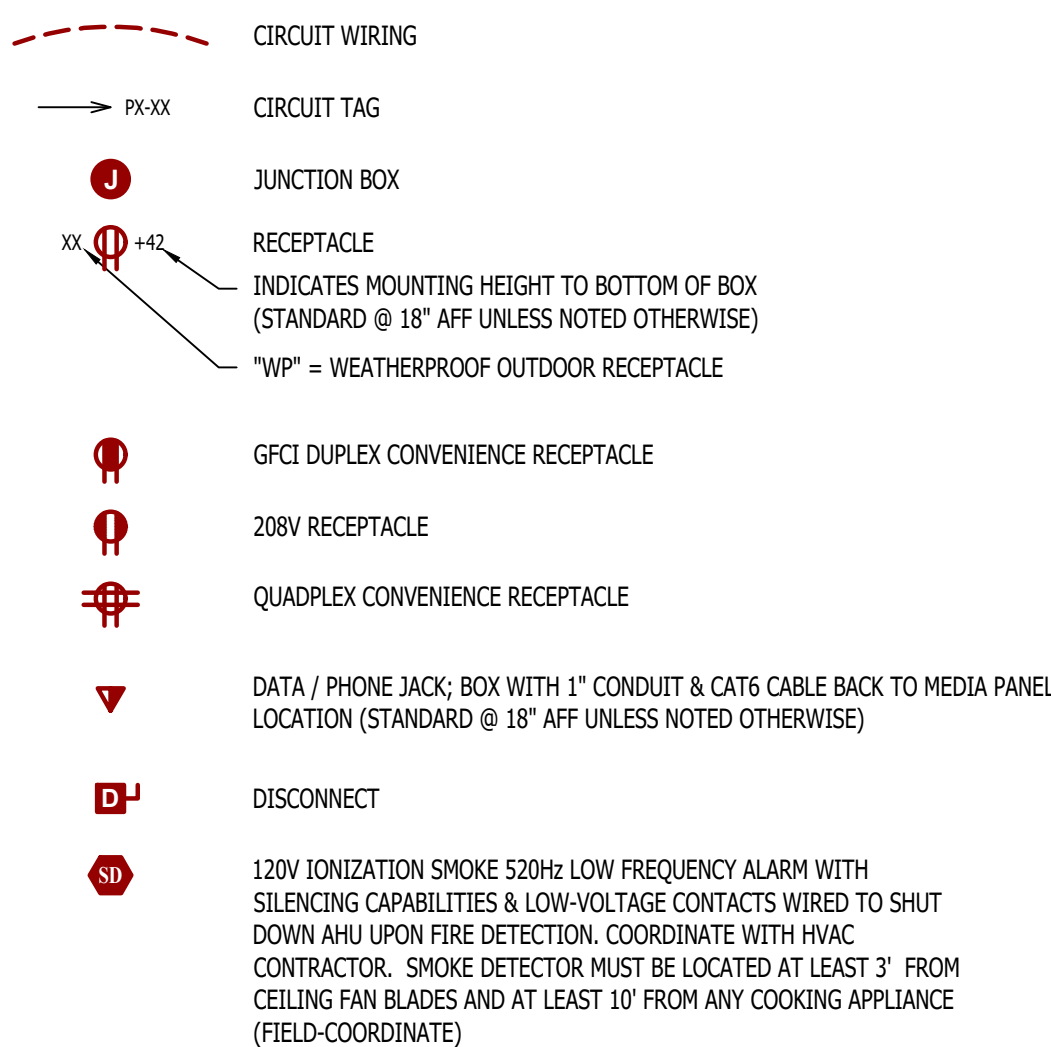 CIRCUIT WIRING
PX-XX CIRCUIT TAG
J JUNCTION BOX
XX +42 RECEPTACLE
INDICATES MOUNTING HEIGHT TO BOTTOM OF BOX
(STANDARD @ 18" AFF UNLESS NOTED OTHERWISE)
"WP" = WEATHERPROOF OUTDOOR RECEPTACLE
GFCI DUPLEX CONVENIENCE RECEPTACLE
208V RECEPTACLE
QUADPLEX CONVENIENCE RECEPTACLE
DATA / PHONE JACK; BOX WITH 1" CONDUIT & CAT6 CABLE BACK TO MEDIA PANEL
LOCATION (STANDARD @ 18" AFF UNLESS NOTED OTHERWISE)
D DISCONNECT
SD 120V IONIZATION SMOKE 520Hz LOW FREQUENCY ALARM WITH
SILENCING CAPABILITIES & LOW-VOLTAGE CONTACTS WIRED TO SHUT
DOWN AHU UPON FIRE DETECTION. COORDINATE WITH HVAC
CONTRACTOR. SMOKE DETECTOR MUST BE LOCATED AT LEAST 3' FROM
CEILING FAN BLADES AND AT LEAST 10' FROM ANY COOKING APPLIANCE
(FIELD-COORDINATE)